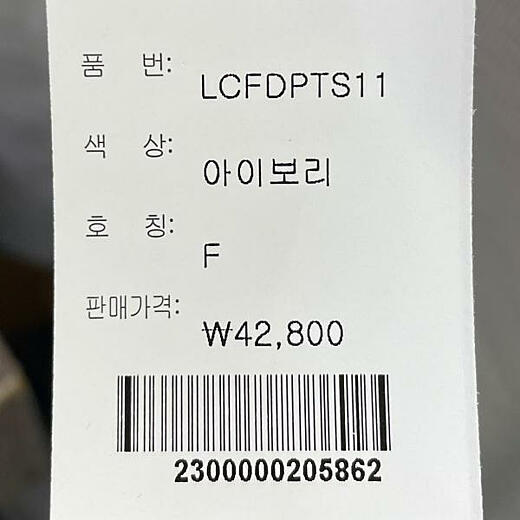 품 번:
LCFDPTS11
색 상:
아이보리
호 칭:
F
판매가격:
₩42,800
2300000205862